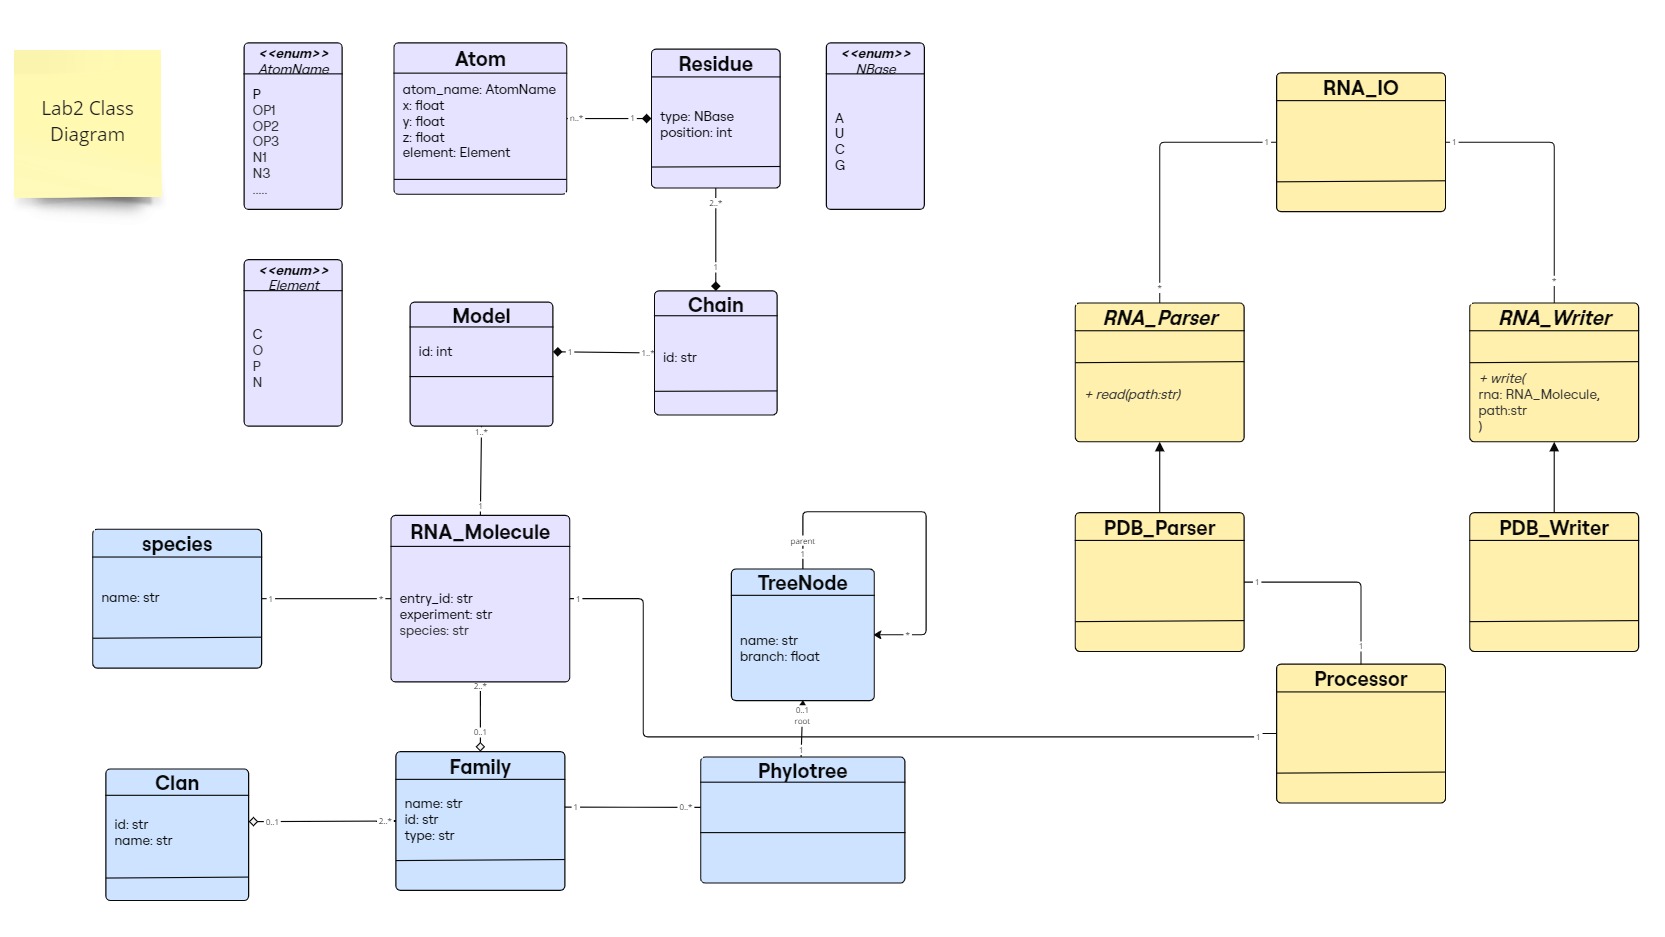 Lab2 Class
Diagram
<<enum>>
AtomName
P
OP1
OP2
OP3
N1
N3
.....
Atom
atom_name: AtomName
x: float
y: float
z: float
element: Element
n..*
1
Residue
type: NBase
position: int
2..*
1
<<enum>>
NBase
A
U
C
G
<<enum>>
Element
C
O
P
N
Model
id: int
1
1..*
Chain
id: str
1..*
1
species
name: str
1
*
RNA_Molecule
entry_id: str
experiment: str
species: str
1
2..*
0..1
Clan
id: str
name: str
0..1
2..*
Family
name: str
id: str
type: str
1
0..*
parent
1
TreeNode
name: str
branch: float
*
0..1
root
1
Phylotree
RNA_IO
1
1
*
*
RNA_Parser
+ read(path:str)
RNA_Writer
+ write(
rna: RNA_Molecule,
path:str
)
PDB_Parser
1
1
PDB_Writer
Processor
1